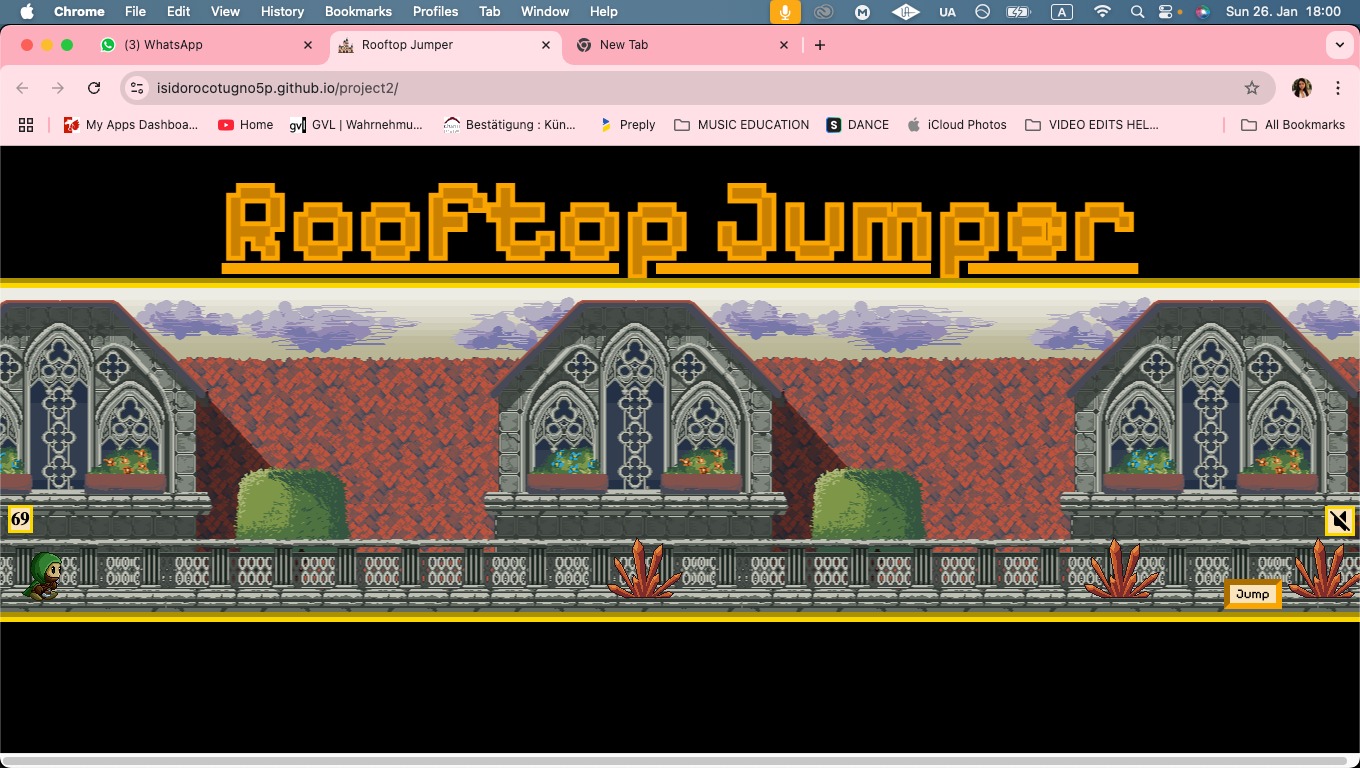 Chrome File Edit View History Bookmarks Profiles Tab Window Help UA A Sun 26. Jan 18:00
(3) WhatsApp Rooftop Jumper New Tab
isidorocotugno5p.github.io/project2/
My Apps Dashboa... Home GVL | Wahrnehmu... Bestätigung : Kün... Preply MUSIC EDUCATION DANCE iCloud Photos VIDEO EDITS HEL... All Bookmarks
Rooftop Jumper
69
Jump